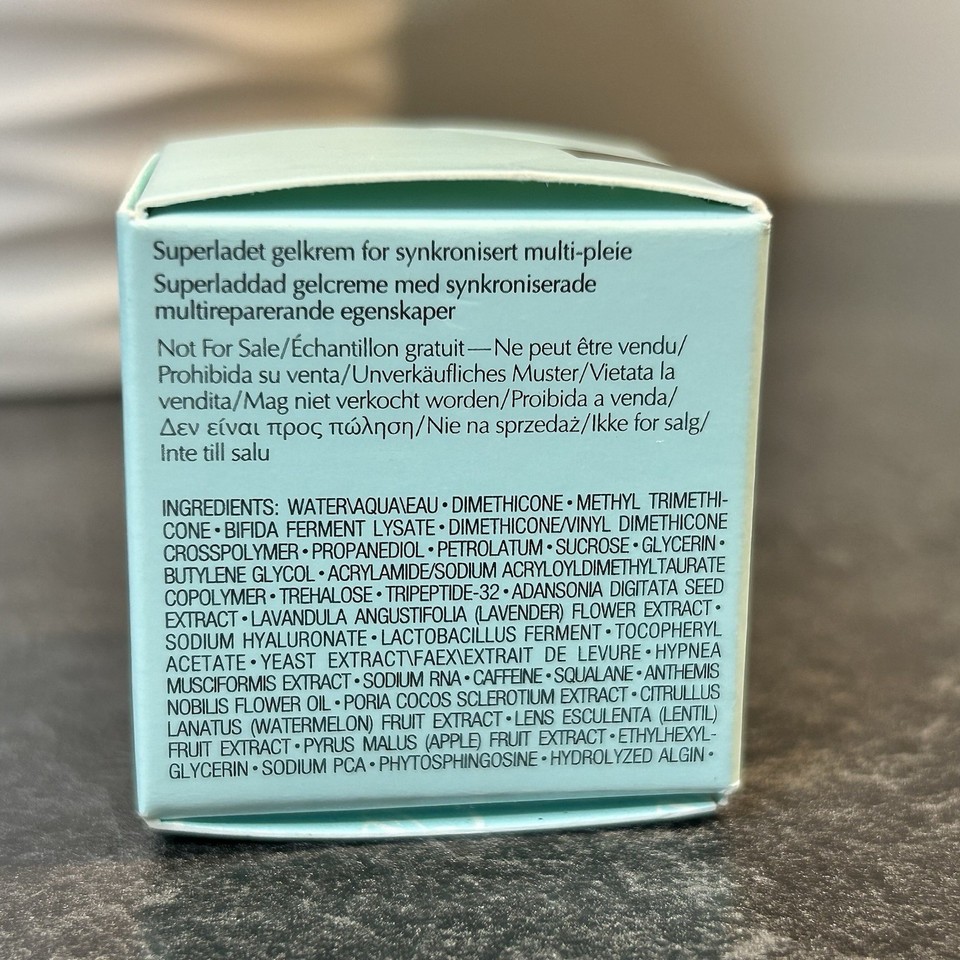 Superladet gelkrem for synkronisert multi-pleie
Superladdad gelcreme med synkroniserade
multireparerande egenskaper
Not For Sale/Échantillon gratuit—Ne peut être vendu/
Prohibida su venta/Unverkäufliches Muster/Vietata la
vendita/Mag niet verkocht worden/Proibida a venda/
Δεν είναι προς πώληση/Nie na sprzedaż/Ikke for salg/
Inte till salu
INGREDIENTS: WATER\AQUA\EAU • DIMETHICONE • METHYL TRIMETHI-
CONE • BIFIDA FERMENT LYSATE • DIMETHICONE/VINYL DIMETHICONE
CROSSPOLYMER • PROPANEDIOL • PETROLATUM • SUCROSE • GLYCERIN •
BUTYLENE GLYCOL • ACRYLAMIDE/SODIUM ACRYLOYLDIMETHYLTAURATE
COPOLYMER • TREHALOSE • TRIPEPTIDE-32 • ADANSONIA DIGITATA SEED
EXTRACT • LAVANDULA ANGUSTIFOLIA (LAVENDER) FLOWER EXTRACT •
SODIUM HYALURONATE • LACTOBACILLUS FERMENT • TOCOPHERYL
ACETATE • YEAST EXTRACT\FAEX\EXTRAIT DE LEVURE • HYPNEA
MUSCIFORMIS EXTRACT • SODIUM RNA • CAFFEINE • SQUALANE • ANTHEMIS
NOBILIS FLOWER OIL • PORIA COCOS SCLEROTIUM EXTRACT • CITRULLUS
LANATUS (WATERMELON) FRUIT EXTRACT • LENS ESCULENTA (LENTIL)
FRUIT EXTRACT • PYRUS MALUS (APPLE) FRUIT EXTRACT • ETHYLHEXYL-
GLYCERIN • SODIUM PCA • PHYTOSPHINGOSINE • HYDROLYZED ALGIN •